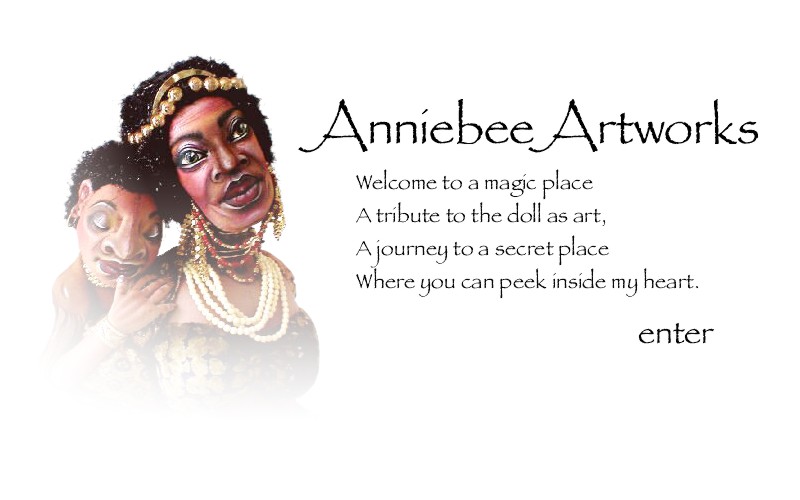 Anniebee Artworks
Welcome to a magic place
A tribute to the doll as art,
A journey to a secret place
Where you can peek inside my heart.
enter